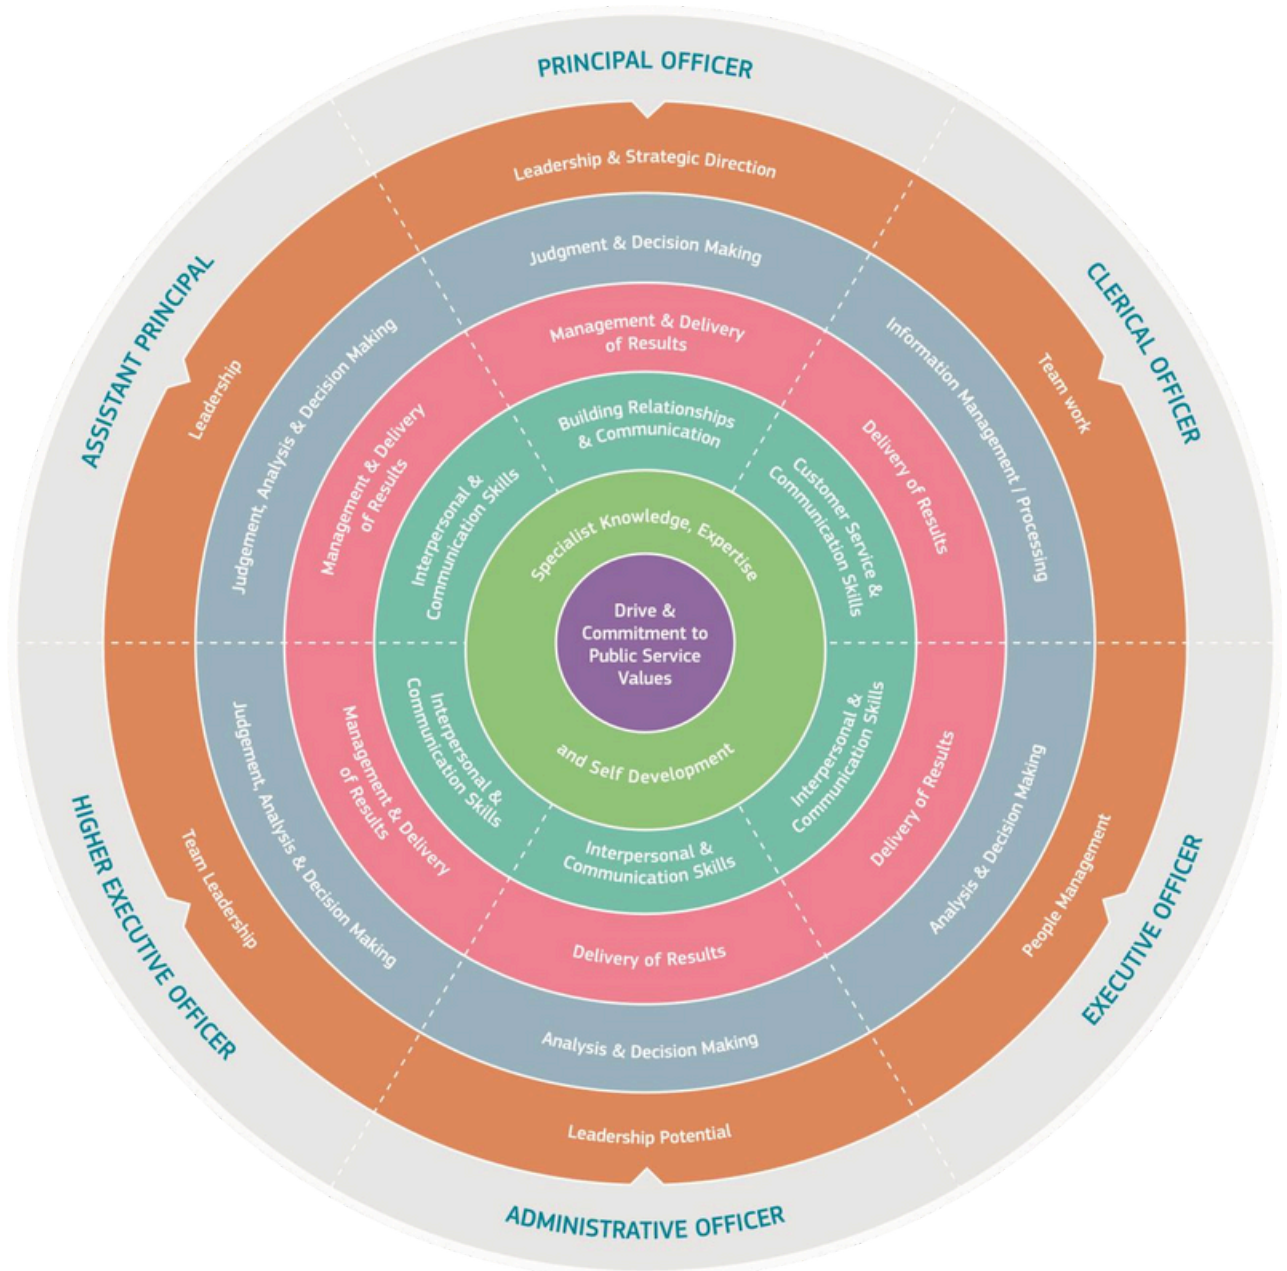 PRINCIPAL OFFICER
Leadership & Strategic Direction
Judgment & Decision Making
Management & Delivery
of Results
Building Relationships
& Communication
CLERICAL OFFICER
Team work
Information Management / Processing
Delivery of Results
Customer Service &
Communication Skills
EXECUTIVE OFFICER
People Management
Analysis & Decision Making
Delivery of Results
Interpersonal &
Communication Skills
ADMINISTRATIVE OFFICER
Leadership Potential
Analysis & Decision Making
Delivery of Results
Interpersonal &
Communication Skills
HIGHER EXECUTIVE OFFICER
Team Leadership
Judgement, Analysis & Decision Making
Management & Delivery
of Results
Interpersonal &
Communication Skills
ASSISTANT PRINCIPAL
Leadership
Judgement, Analysis & Decision Making
Management & Delivery
of Results
Interpersonal &
Communication Skills
Specialist Knowledge, Expertise
and Self Development
Drive &
Commitment to
Public Service
Values